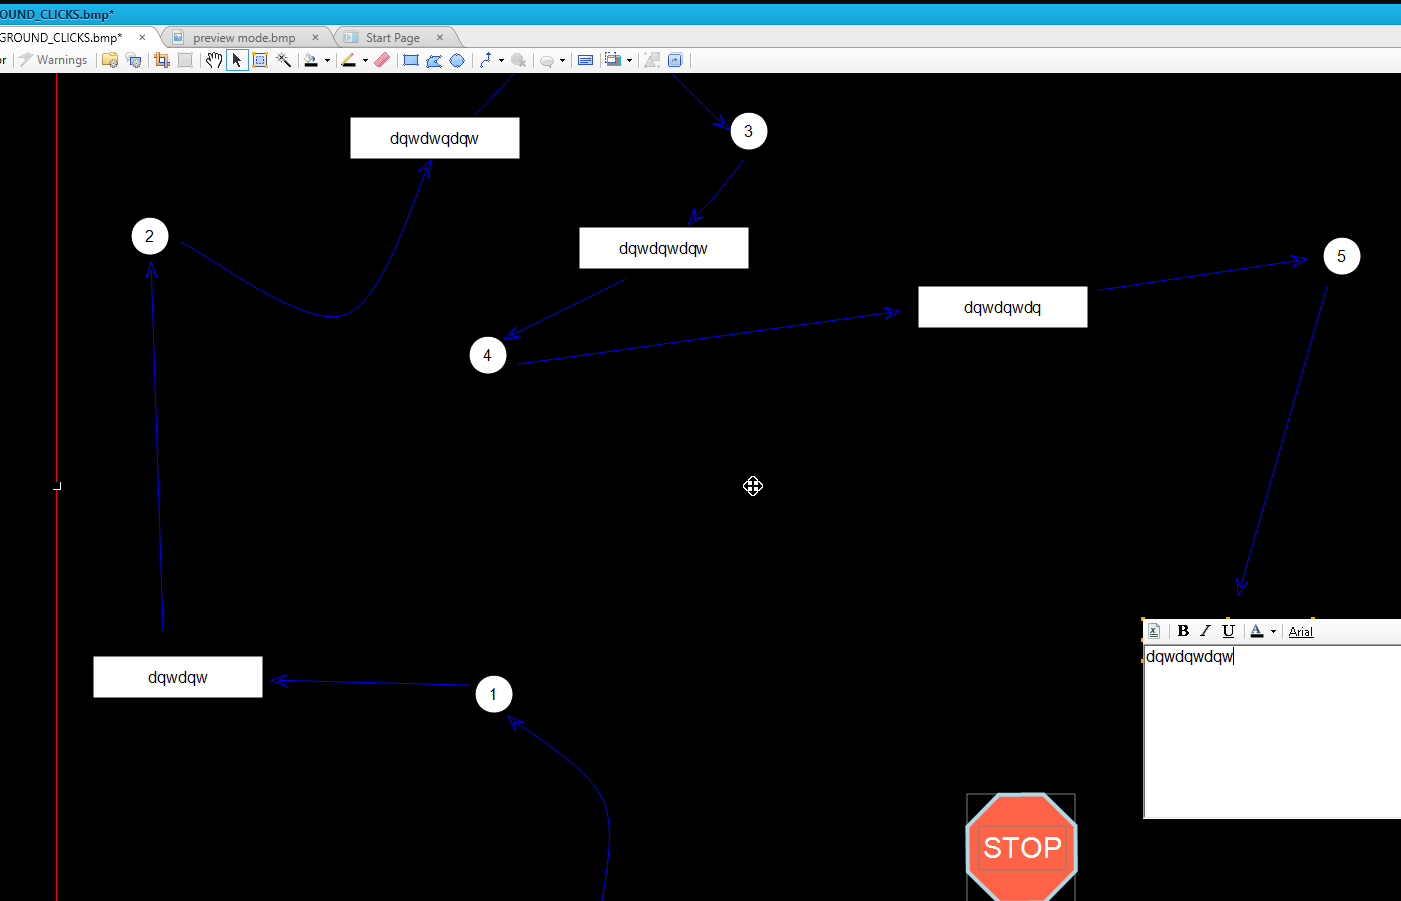 OUND_CLICKS.bmp*
GROUND_CLICKS.bmp*
preview mode.bmp
Start Page
or
Warnings
dqwdwqdqw
3
2
dqwdqwdqw
5
dqwdqwdq
4
B I U A Arial
dqwdqwdqw
dqwdqw
1
STOP